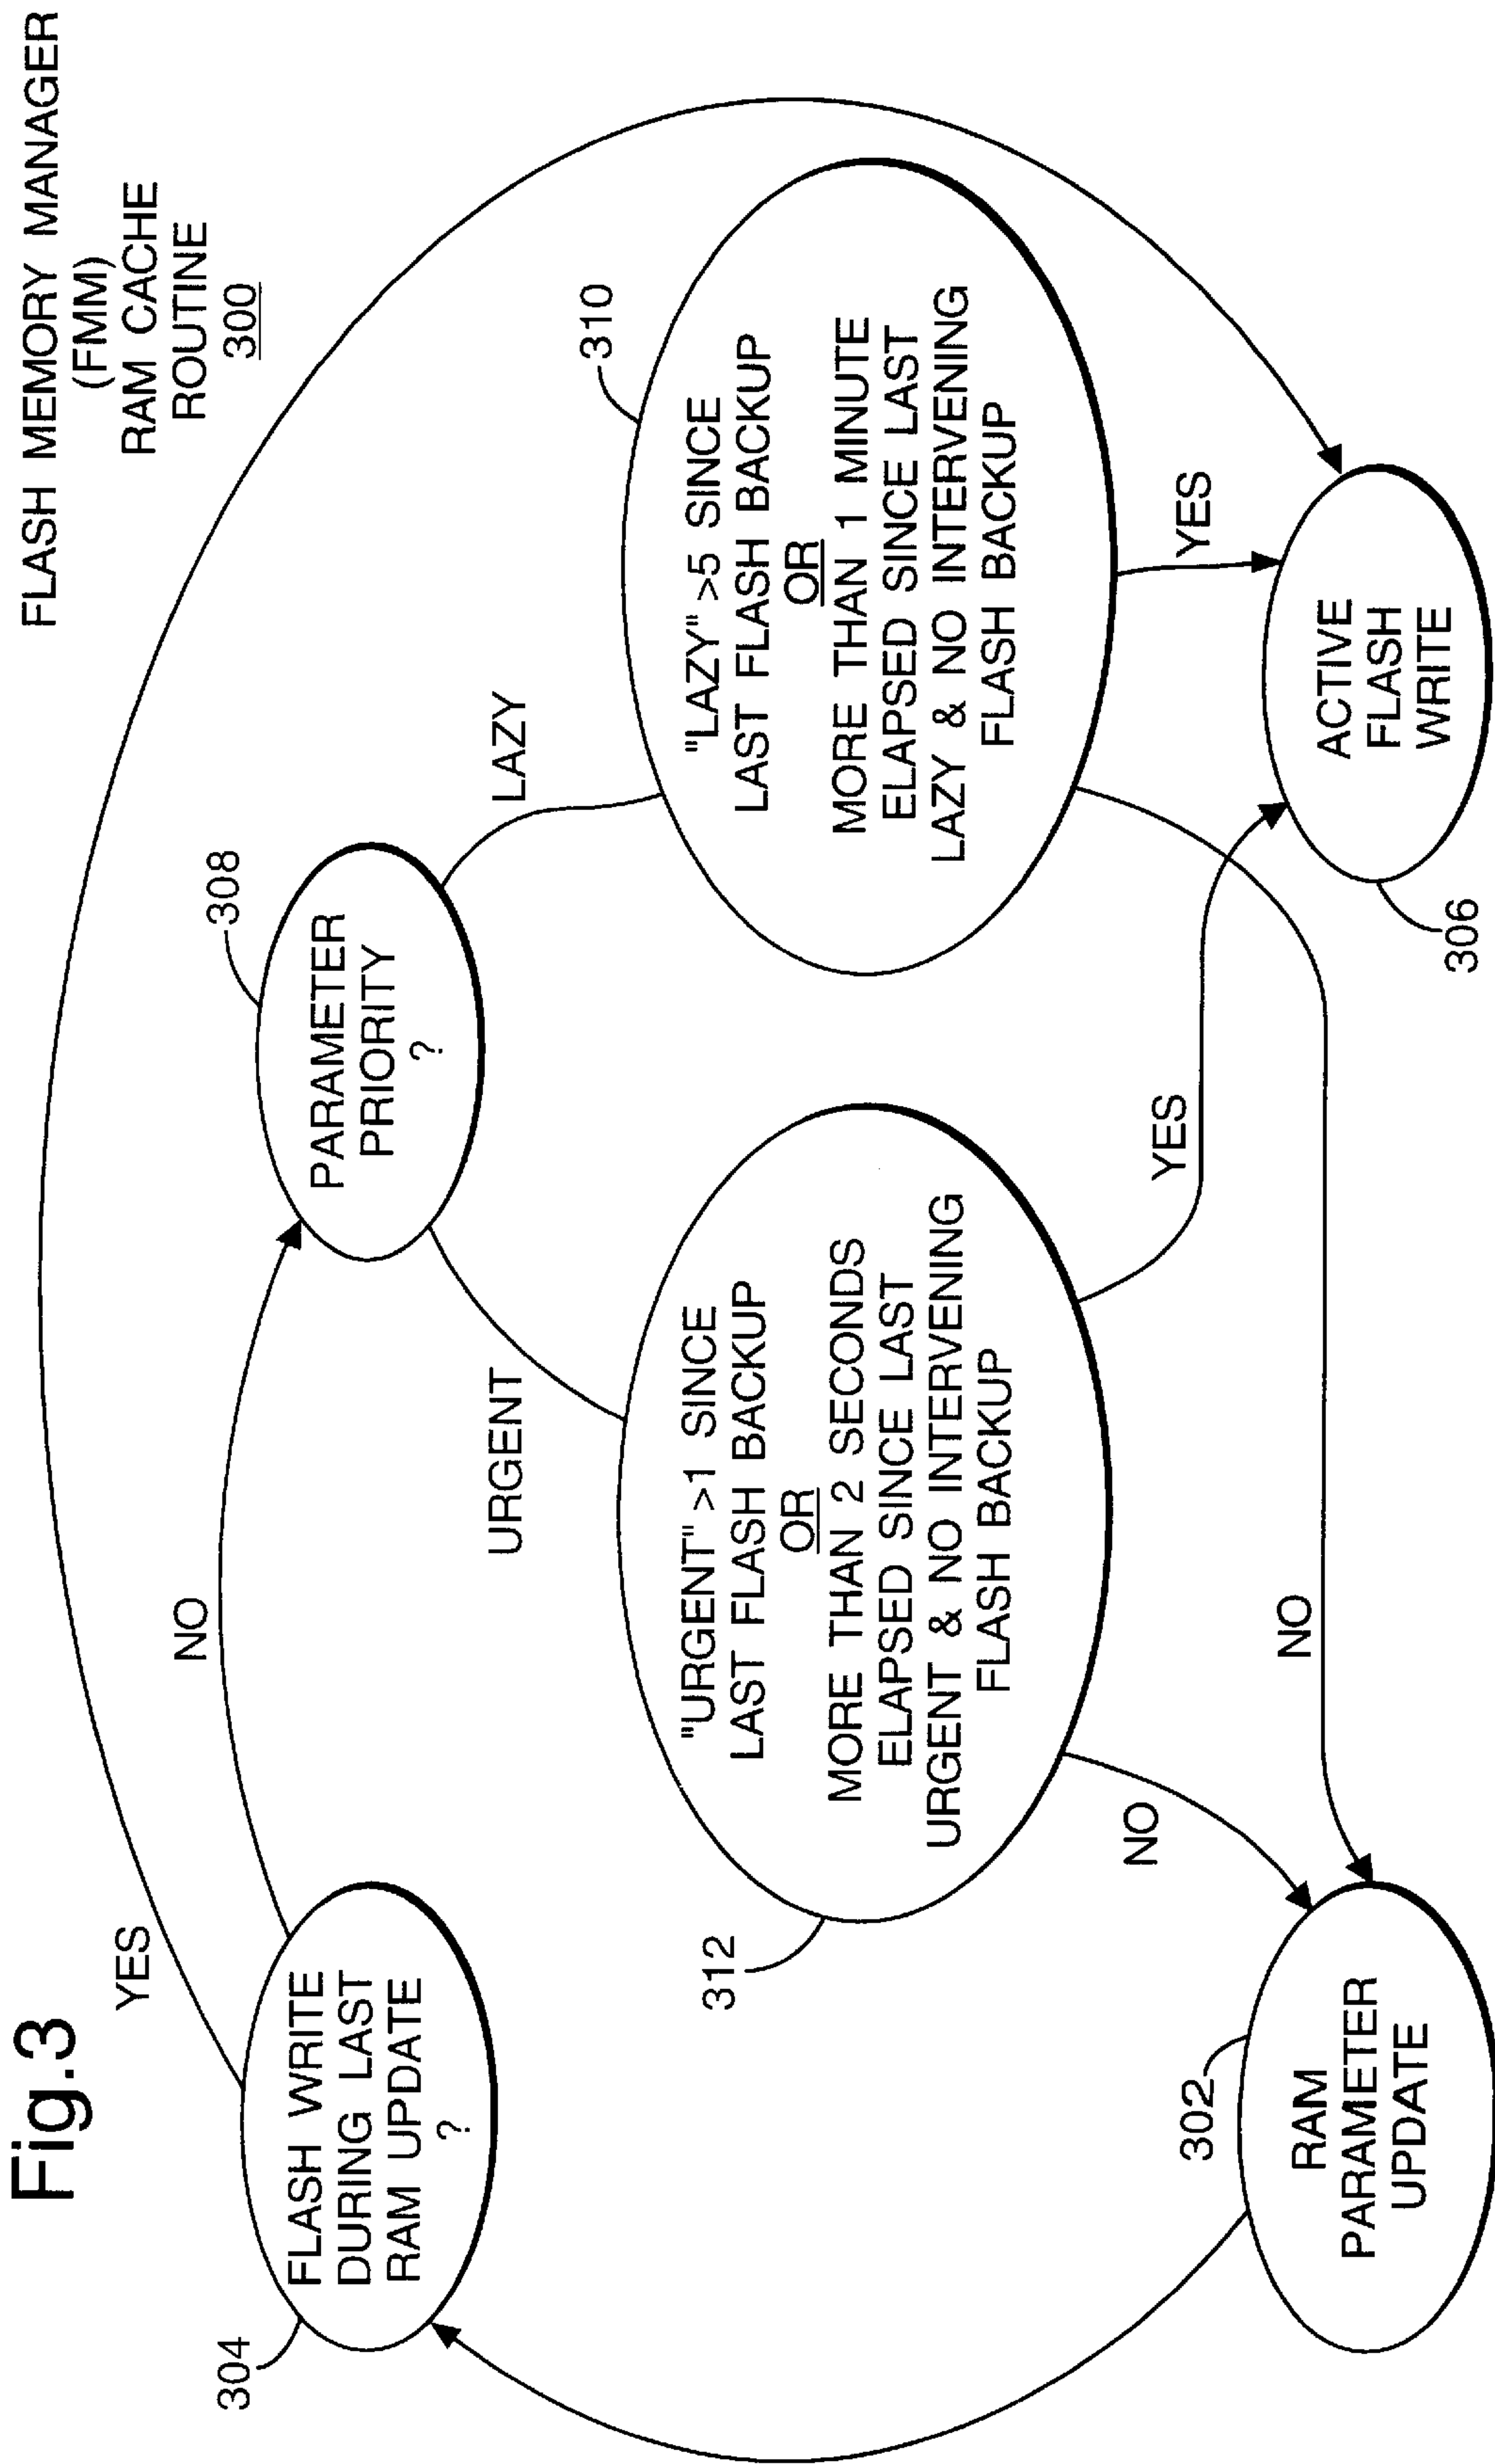 Fig.3
FLASH MEMORY MANAGER
(FMM)
RAM CACHE
ROUTINE
300
YES
NO
304
FLASH WRITE
DURING LAST
RAM UPDATE
?
308
PARAMETER
PRIORITY
?
URGENT
LAZY
312
"URGENT" >1 SINCE
LAST FLASH BACKUP
OR
MORE THAN 2 SECONDS
ELAPSED SINCE LAST
URGENT & NO INTERVENING
FLASH BACKUP
310
"LAZY" >5 SINCE
LAST FLASH BACKUP
OR
MORE THAN 1 MINUTE
ELAPSED SINCE LAST
LAZY & NO INTERVENING
FLASH BACKUP
NO
YES
YES
NO
302
RAM
PARAMETER
UPDATE
306
ACTIVE
FLASH
WRITE